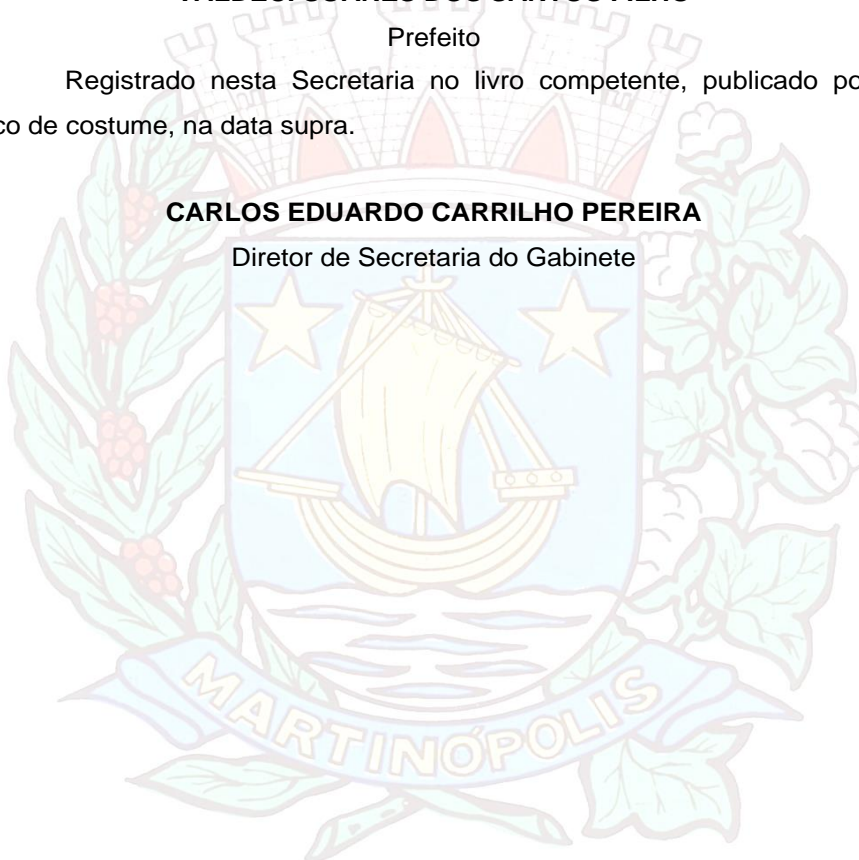 Prefeito
Registrado nesta Secretaria no livro competente, publicado po
co de costume, na data supra.
CARLOS EDUARDO CARRILHO PEREIRA
Diretor de Secretaria do Gabinete
MARTINÓPOLIS